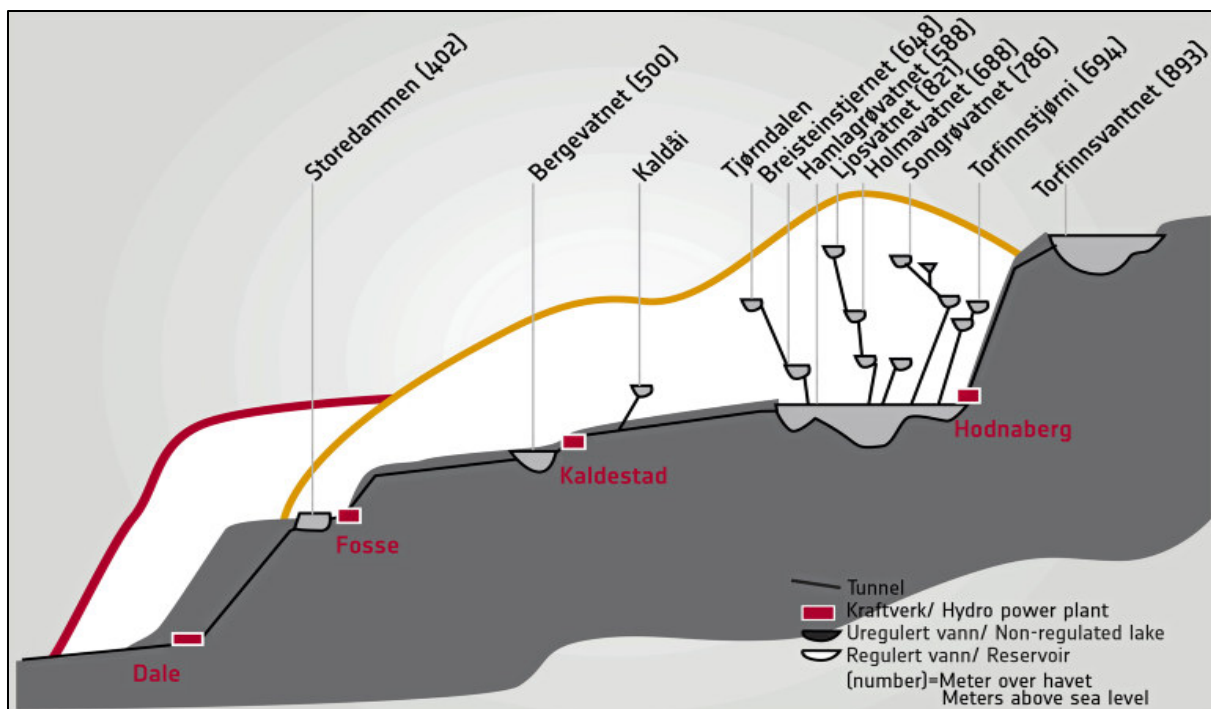 Storedammen (402)
Bergevatnet (500)
Kaldåi
Tjørndalen
Breisteinstjernet (648)
Hamlagrøvatnet (588)
Ljosvatnet (821)
Holmavatnet (688)
Songrøvatnet (786)
Torfinnstjørni (694)
Torfinnsvantnet (893)
Hodnaberg
Kaldestad
Fosse
Dale
Tunnel
Kraftverk/ Hydro power plant
Uregulert vann/ Non-regulated lake
Regulert vann/ Reservoir
(number)=Meter over havet
Meters above sea level